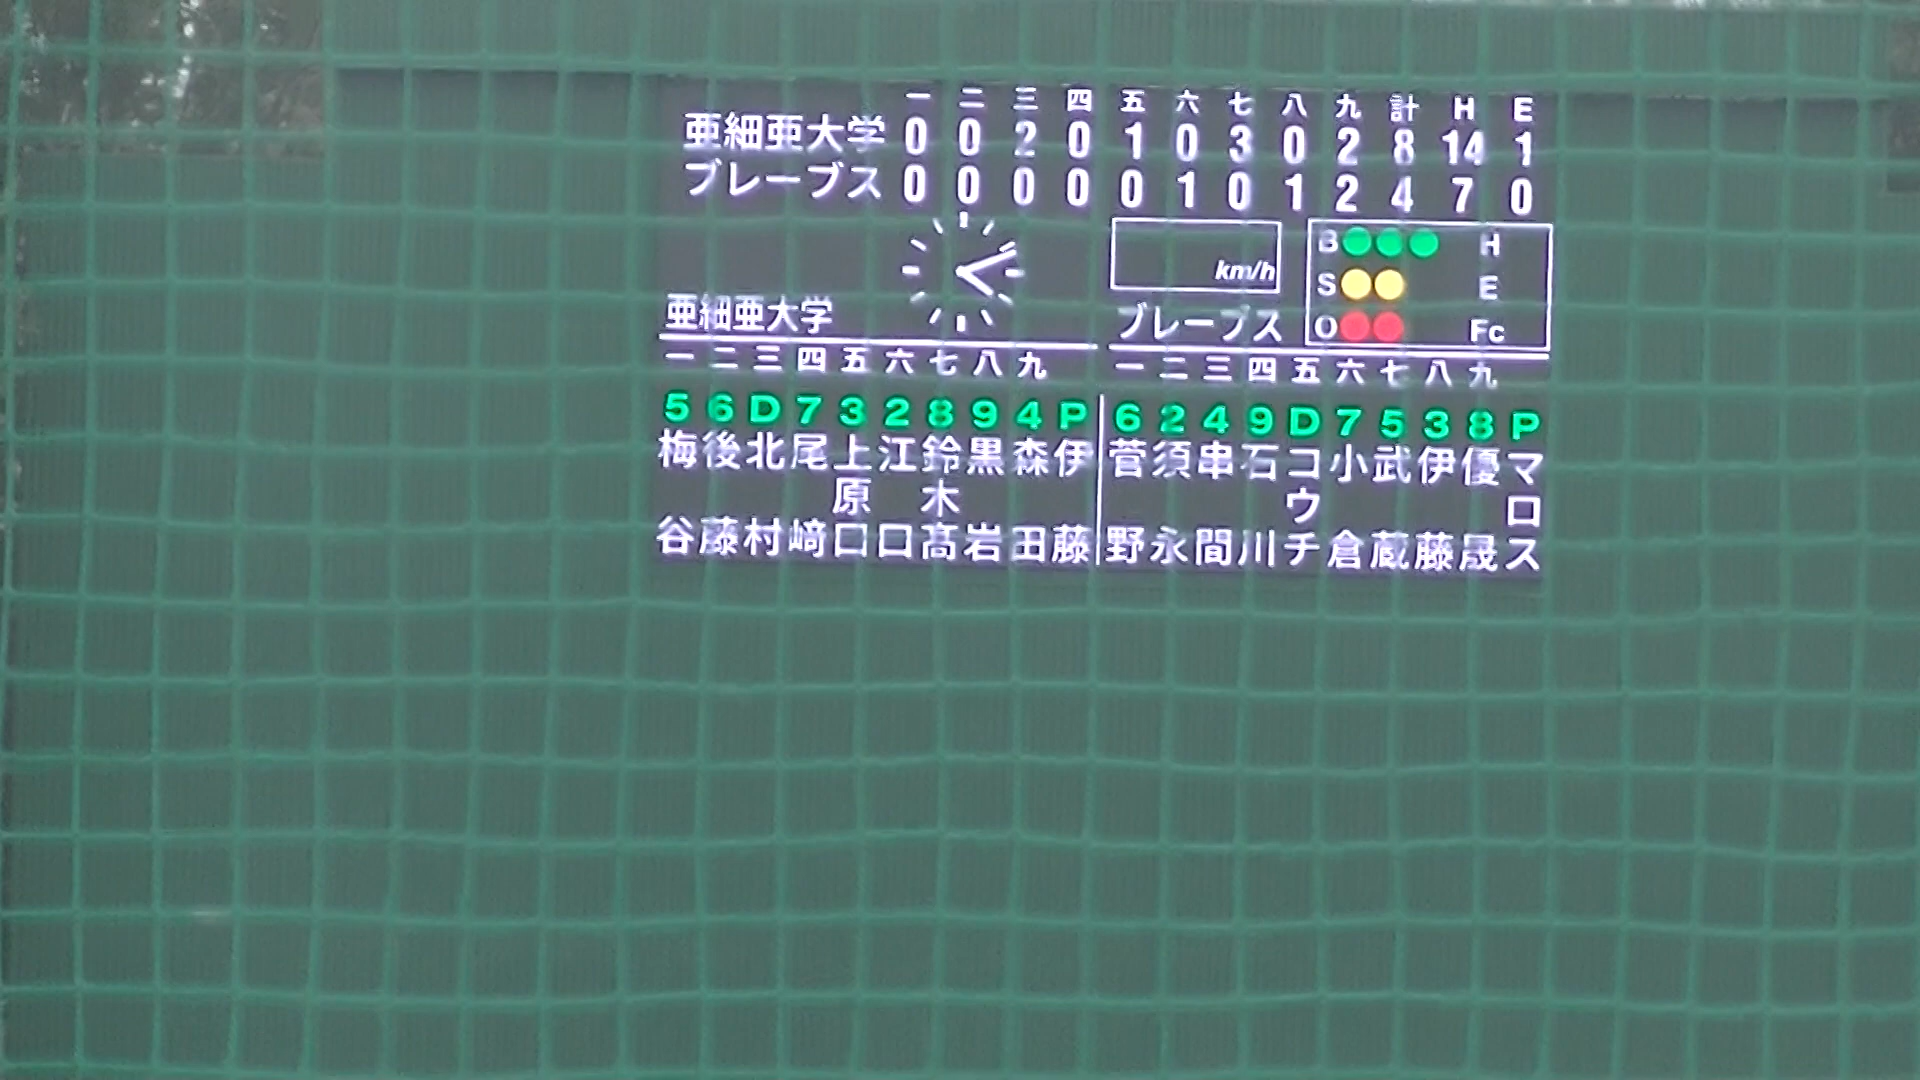 一 二 三 四 五 六 七 八 九 計 H E
亜細亜大学 0 0 2 0 1 0 3 0 2 8 14 1
ブレーブス 0 0 0 0 0 1 0 1 2 4 7 0
B H
km/h
S E
亜細亜大学 ブレーブス O Fc
一 二 三 四 五 六 七 八 九 一 二 三 四 五 六 七 八 九
5 6 D 7 3 2 8 9 4 P 6 2 4 9 D 7 5 3 8 P
梅 後 北 尾 上 江 鈴 黒 森 伊 菅 須 串 石 コ 小 武 伊 優 マ
原 木 ウ ロ
谷 藤 村 﨑 口 口 髙 岩 田 藤 野 永 間 川 チ 倉 蔵 藤 晟 ス